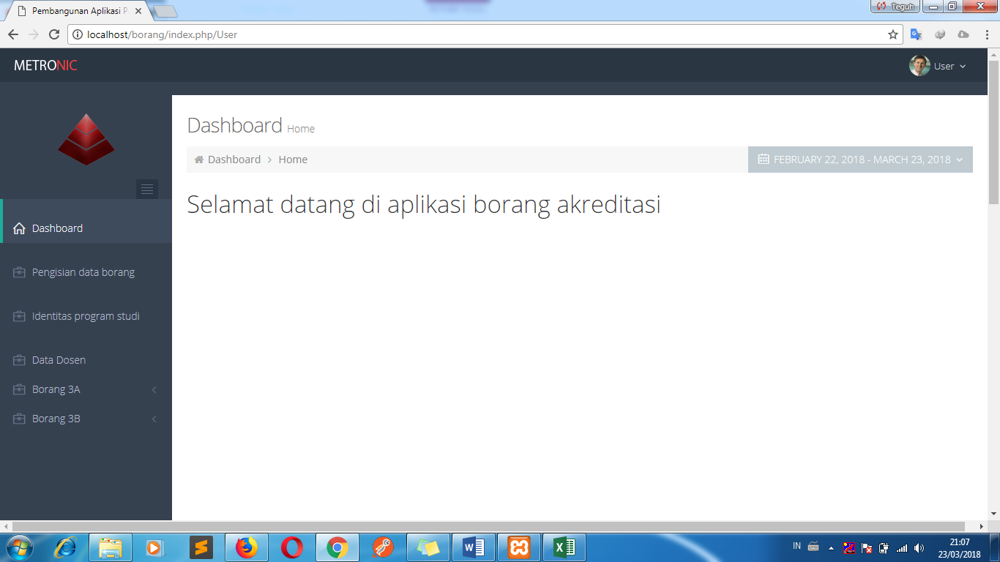 Pembangunan Aplikasi P
Teguh
localhost/borang/index.php/User
METRONIC
User
Dashboard Home
Dashboard > Home
FEBRUARY 22, 2018 - MARCH 23, 2018
Selamat datang di aplikasi borang akreditasi
Dashboard
Pengisian data borang
Identitas program studi
Data Dosen
Borang 3A
Borang 3B
IN
21:07
23/03/2018